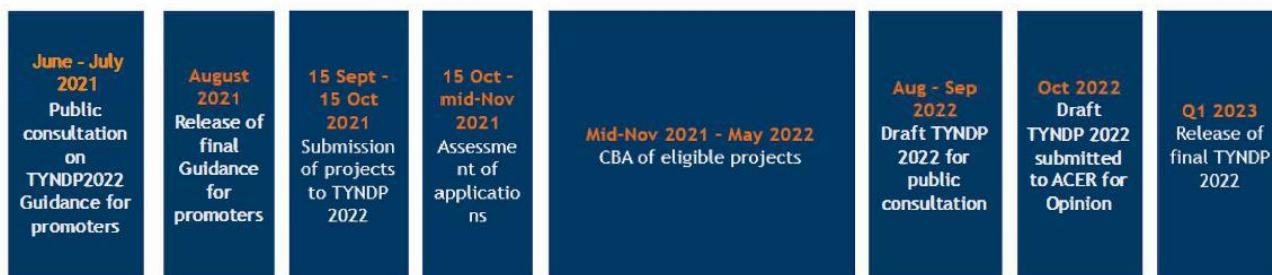 June - July
2021
Public
consultation
on
TYNDP2022
Guidance for
promoters
August
2021
Release of
final
Guidance
for
promoters
15 Sept -
15 Oct
2021
Submission
of projects
to TYNDP
2022
15 Oct -
mid-Nov
2021
Assessme
nt of
applicatio
ns
Mid-Nov 2021 - May 2022
CBA of eligible projects
Aug - Sep
2022
Draft TYNDP
2022 for
public
consultation
Oct 2022
Draft
TYNDP 2022
submitted
to ACER for
Opinion
Q1 2023
Release of
final TYNDP
2022